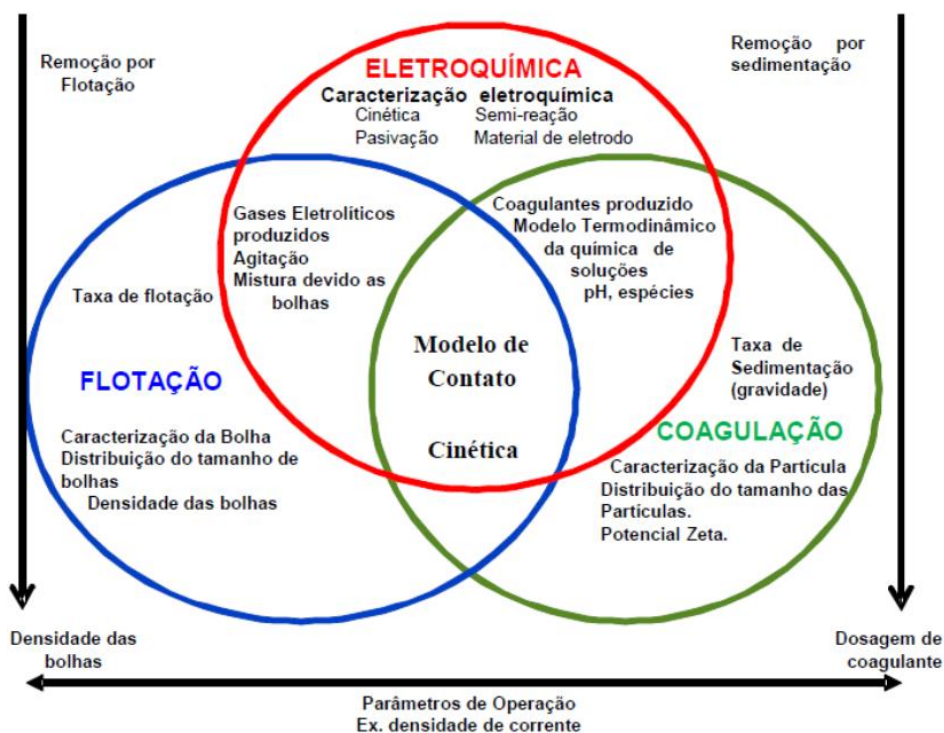 Remoção por
Flotação
ELETROQUÍMICA
Caracterização eletroquímica
Cinética Semi-reação
Pasivação Material de eletrodo
Remoção por
sedimentação
Gases Eletrolíticos
produzidos
Agitação
Mistura devido as
bolhas
Coagulantes produzido
Modelo Termodinâmico
da química de
soluções
pH, espécies
Taxa de flotação
FLOTAÇÃO
Caracterização da Bolha
Distribuição do tamanho de
bolhas
Densidade das bolhas
Modelo de
Contato
Cinética
Taxa de
Sedimentação
(gravidade)
COAGULAÇÃO
Caracterização da Partícula
Distribuição do tamanho das
Partículas.
Potencial Zeta.
Densidade das
bolhas
Dosagem de
coagulante
Parâmetros de Operação
Ex. densidade de corrente